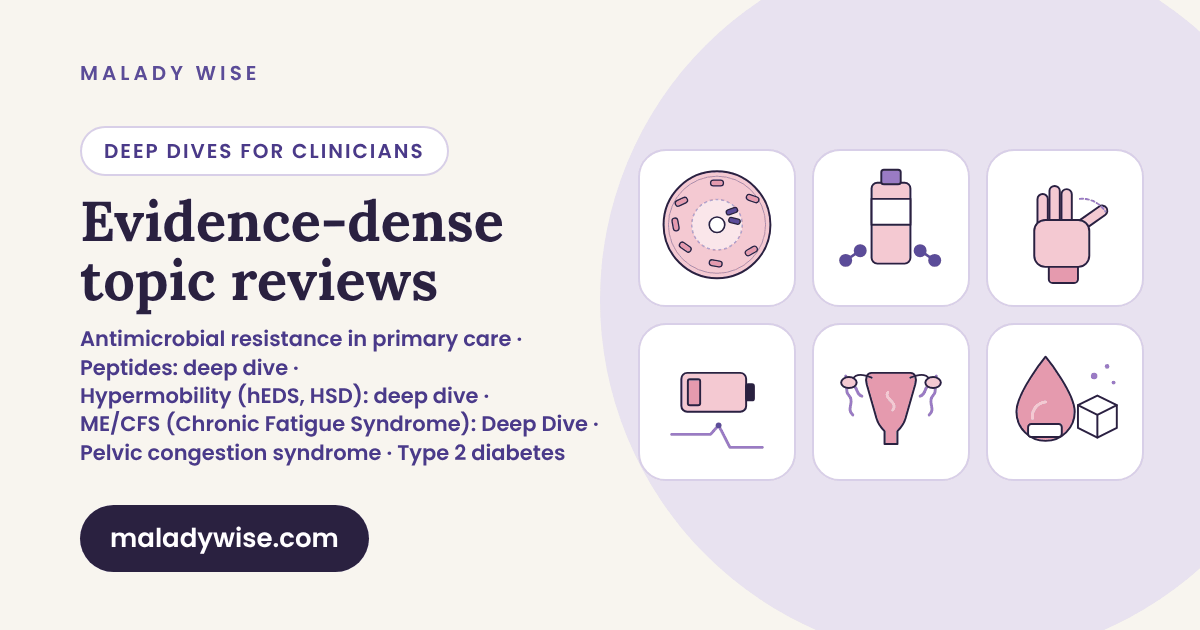 MALADY WISE
DEEP DIVES FOR CLINICIANS
Evidence-dense
topic reviews
Antimicrobial resistance in primary care ·
Peptides: deep dive ·
Hypermobility (hEDS, HSD): deep dive ·
ME/CFS (Chronic Fatigue Syndrome): Deep Dive ·
Pelvic congestion syndrome · Type 2 diabetes
maladywise.com